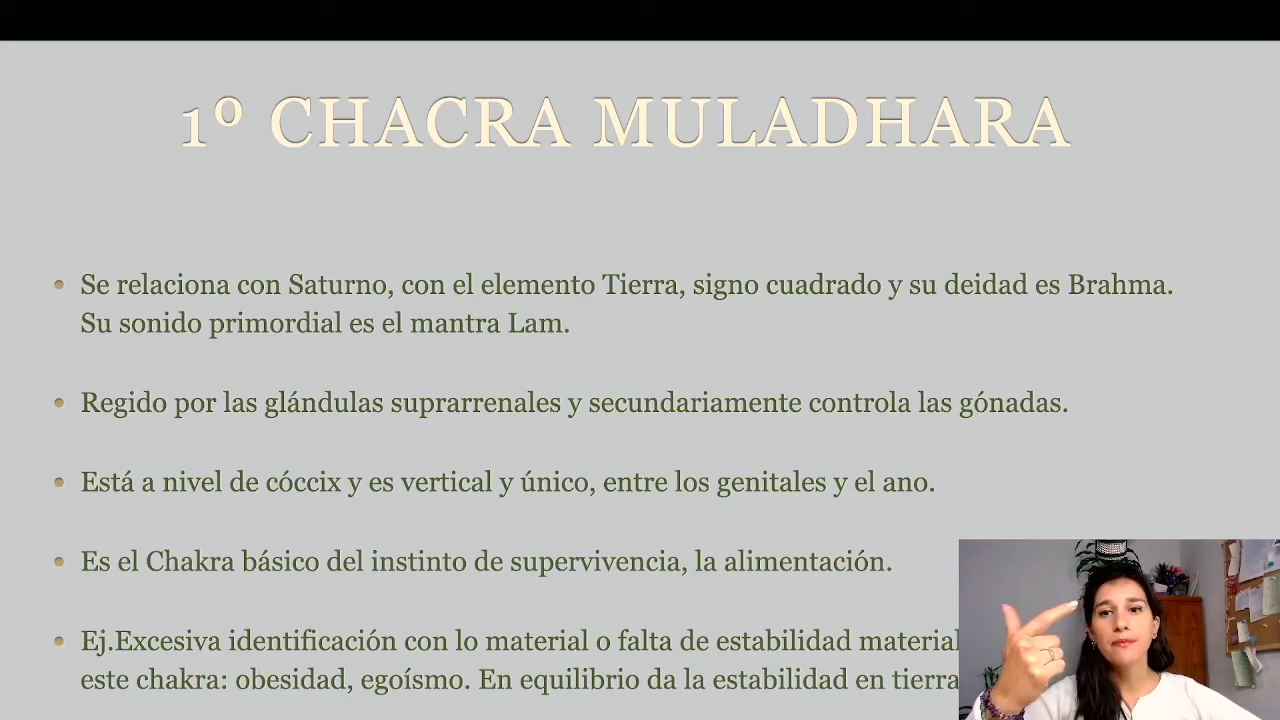 1º CHACRA MULADHARA
• Se relaciona con Saturno, con el elemento Tierra, signo cuadrado y su deidad es Brahma.
Su sonido primordial es el mantra Lam.
• Regido por las glándulas suprarrenales y secundariamente controla las gónadas.
• Está a nivel de cóccix y es vertical y único, entre los genitales y el ano.
• Es el Chakra básico del instinto de supervivencia, la alimentación.
• Ej.Excesiva identificación con lo material o falta de estabilidad material
este chakra: obesidad, egoísmo. En equilibrio da la estabilidad en tierra